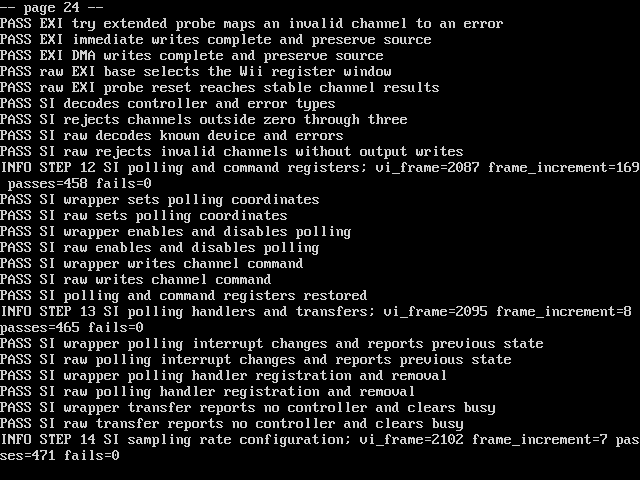 -- page 24 --
PASS EXI try extended probe maps an invalid channel to an error
PASS EXI immediate writes complete and preserve source
PASS EXI DMA writes complete and preserve source
PASS raw EXI base selects the Wii register window
PASS raw EXI probe reset reaches stable channel results
PASS SI decodes controller and error types
PASS SI rejects channels outside zero through three
PASS SI raw decodes known device and errors
PASS SI raw rejects invalid channels without output writes
INFO STEP 12 SI polling and command registers; vi_frame=2087 frame_increment=169
 passes=458 fails=0
PASS SI wrapper sets polling coordinates
PASS SI raw sets polling coordinates
PASS SI wrapper enables and disables polling
PASS SI raw enables and disables polling
PASS SI wrapper writes channel command
PASS SI raw writes channel command
PASS SI polling and command registers restored
INFO STEP 13 SI polling handlers and transfers; vi_frame=2095 frame_increment=8
passes=465 fails=0
PASS SI wrapper polling interrupt changes and reports previous state
PASS SI raw polling interrupt changes and reports previous state
PASS SI wrapper polling handler registration and removal
PASS SI raw polling handler registration and removal
PASS SI wrapper transfer reports no controller and clears busy
PASS SI raw transfer reports no controller and clears busy
INFO STEP 14 SI sampling rate configuration; vi_frame=2102 frame_increment=7 pas
ses=471 fails=0